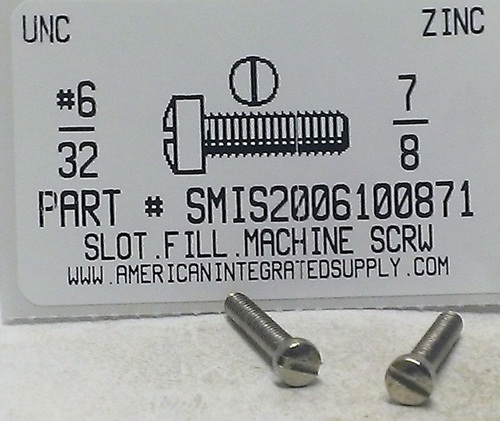 UNC ZINC
#6 7
32 8
PART # SMIS2006100871
SLOT.FILL.MACHINE SCRW
WWW.AMERICANINTEGRATEDSUPPLY.COM